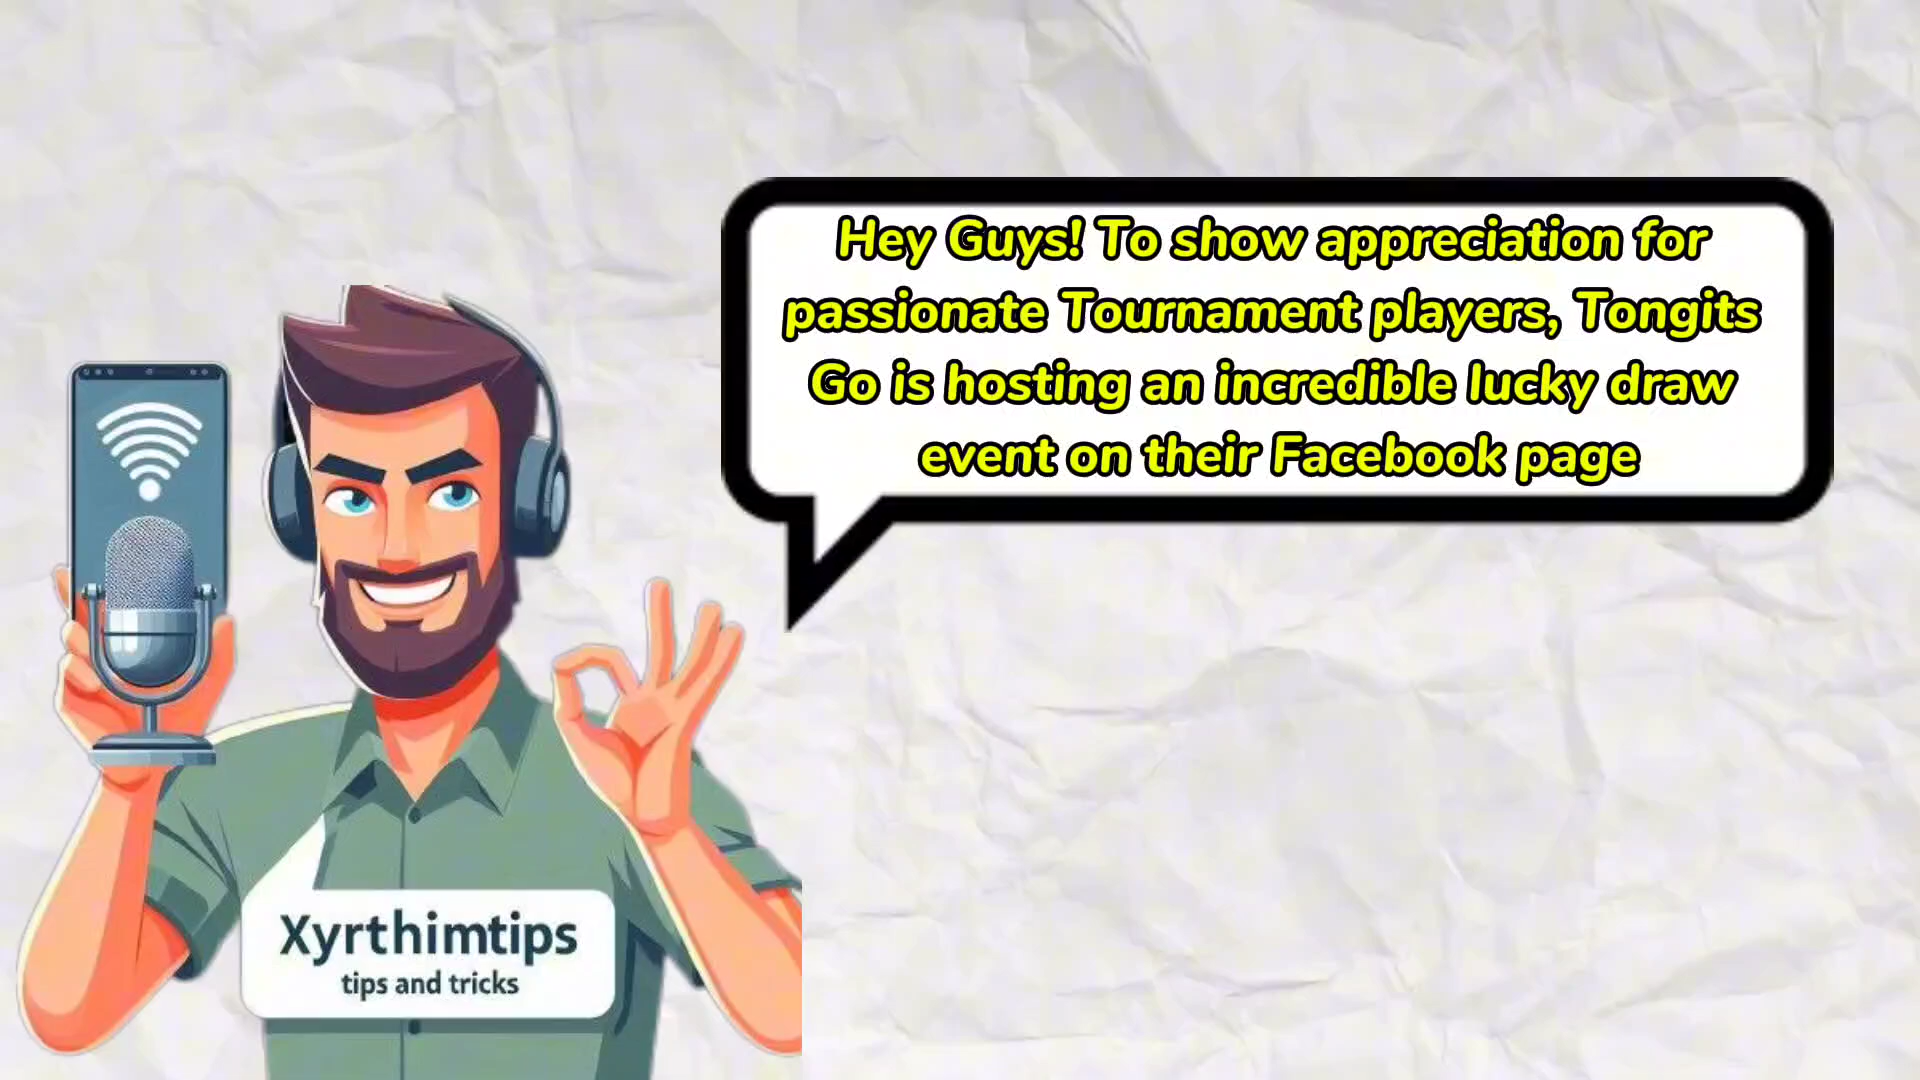 Hey Guys! To show appreciation for
passionate Tournament players, Tongits
Go is hosting an incredible lucky draw
event on their Facebook page
Xyrthimtips
tips and tricks